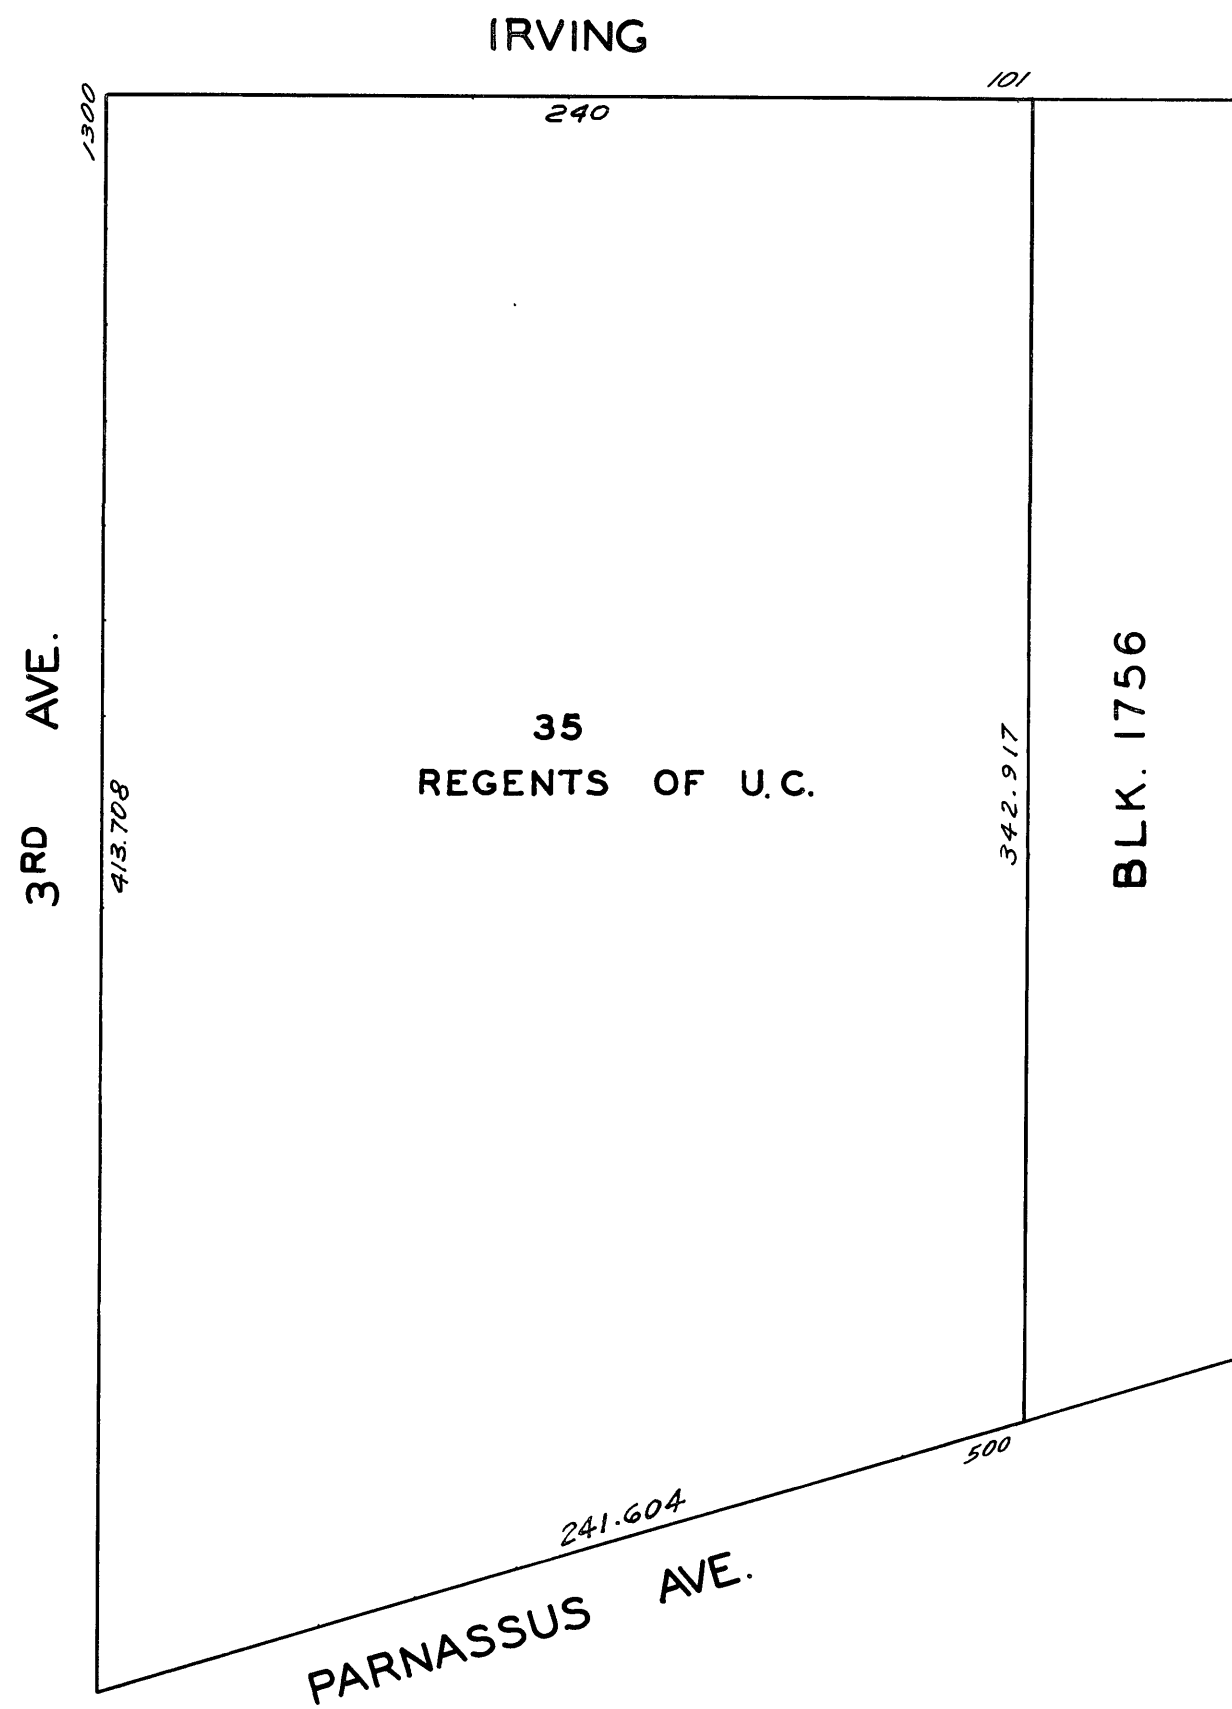 IRVING
101
1300
240
3RD AVE.
413.708
35
REGENTS OF U.C.
342.917
BLK. 1756
500
241.604
PARNASSUS AVE.